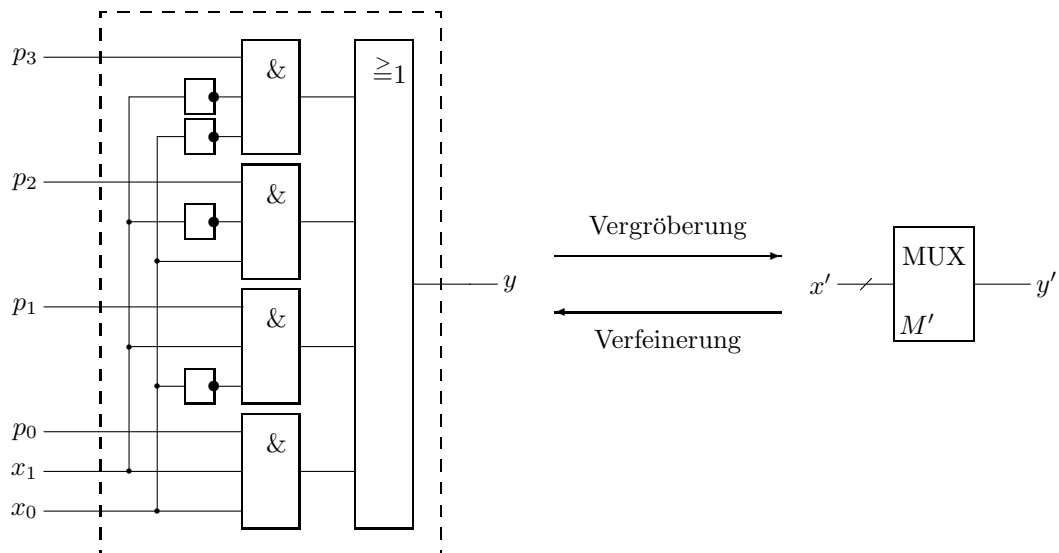 p₃
&
≧1
p₂
&
Vergröberung
MUX
x′
y′
y
p₁
&
M′
Verfeinerung
p₀
&
x₁
x₀